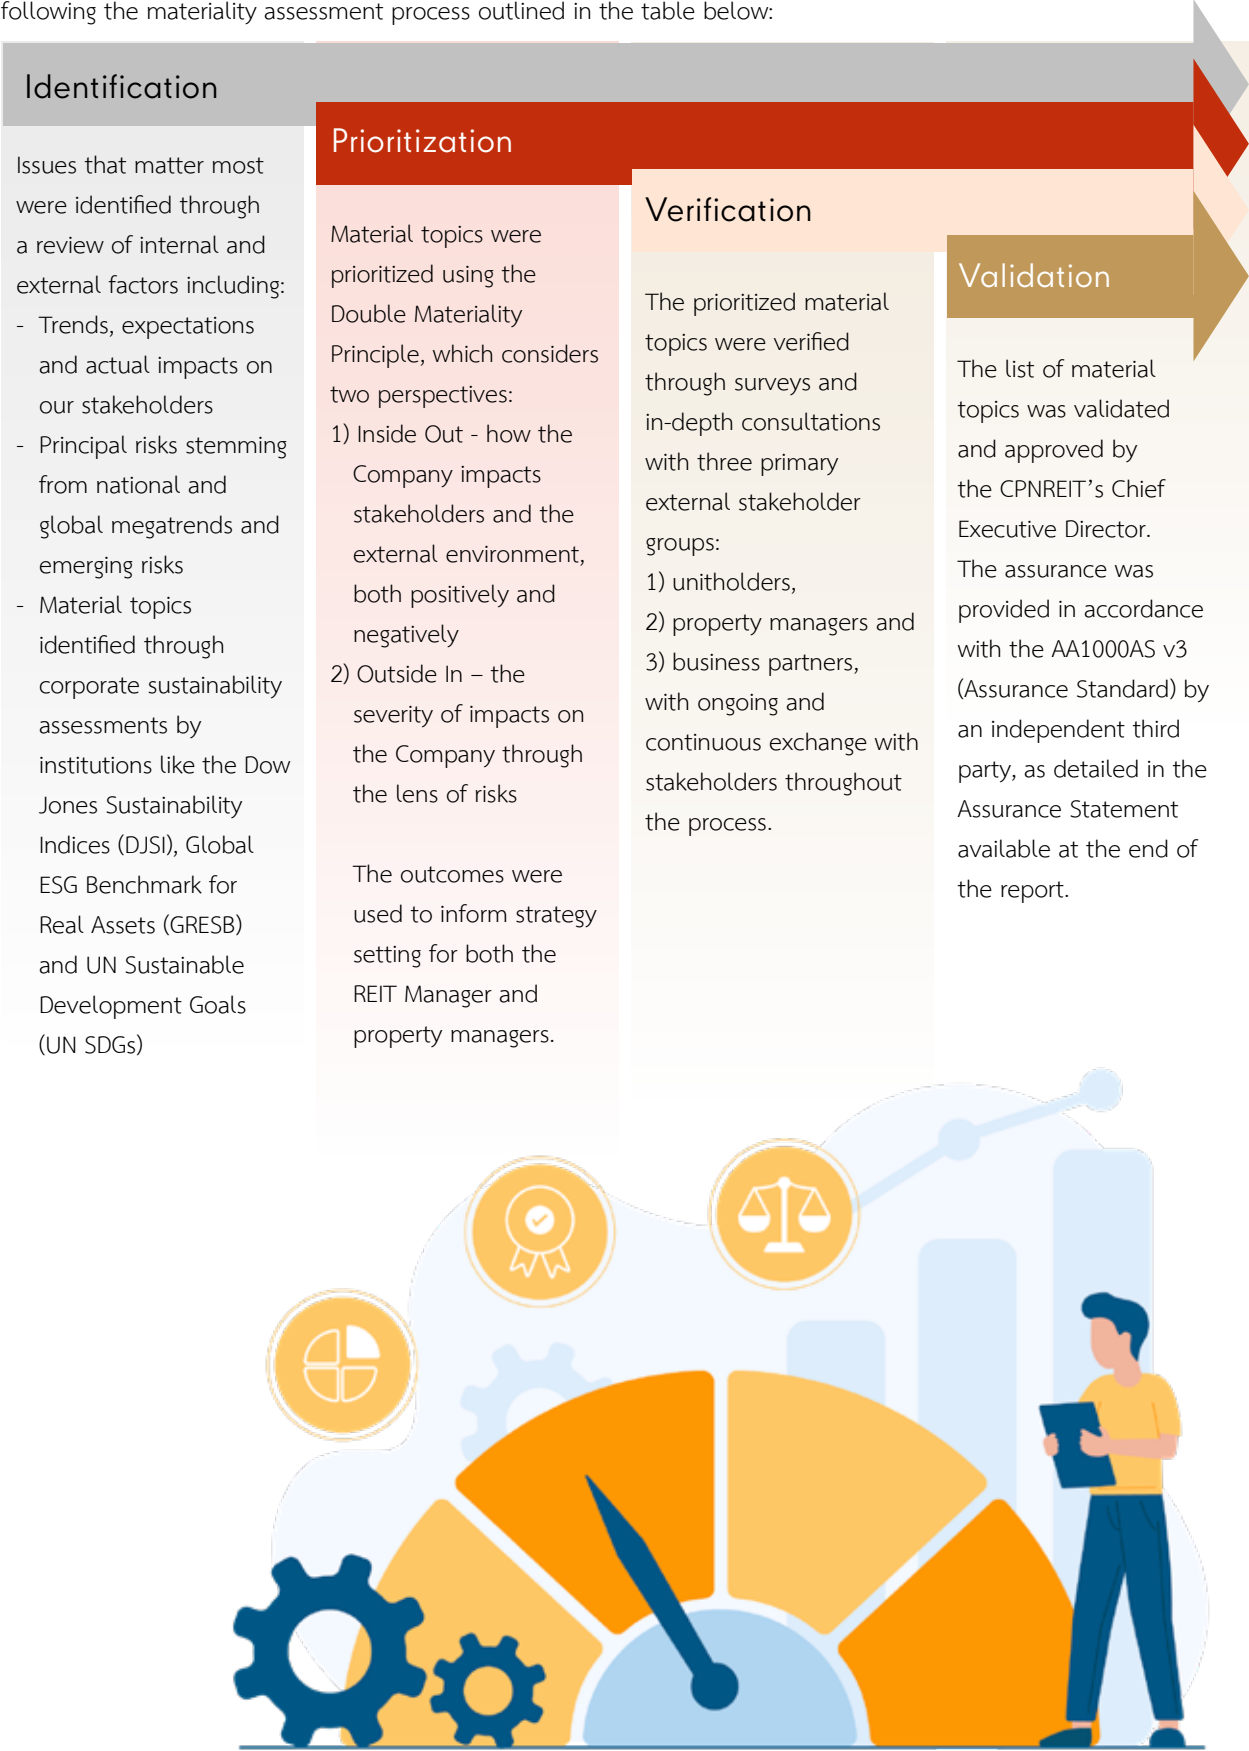 following the materiality assessment process outlined in the table below:
Identification
Issues that matter most
were identified through
a review of internal and
external factors including:
- Trends, expectations
and actual impacts on
our stakeholders
- Principal risks stemming
from national and
global megatrends and
emerging risks
- Material topics
identified through
corporate sustainability
assessments by
institutions like the Dow
Jones Sustainability
Indices (DJSI), Global
ESG Benchmark for
Real Assets (GRESB)
and UN Sustainable
Development Goals
(UN SDGs)
Prioritization
Material topics were
prioritized using the
Double Materiality
Principle, which considers
two perspectives:
1) Inside Out - how the
Company impacts
stakeholders and the
external environment,
both positively and
negatively
2) Outside In – the
severity of impacts on
the Company through
the lens of risks
The outcomes were
used to inform strategy
setting for both the
REIT Manager and
property managers.
Verification
The prioritized material
topics were verified
through surveys and
in-depth consultations
with three primary
external stakeholder
groups:
1) unitholders,
2) property managers and
3) business partners,
with ongoing and
continuous exchange with
stakeholders throughout
the process.
Validation
The list of material
topics was validated
and approved by
the CPNREIT’s Chief
Executive Director.
The assurance was
provided in accordance
with the AA1000AS v3
(Assurance Standard) by
an independent third
party, as detailed in the
Assurance Statement
available at the end of
the report.